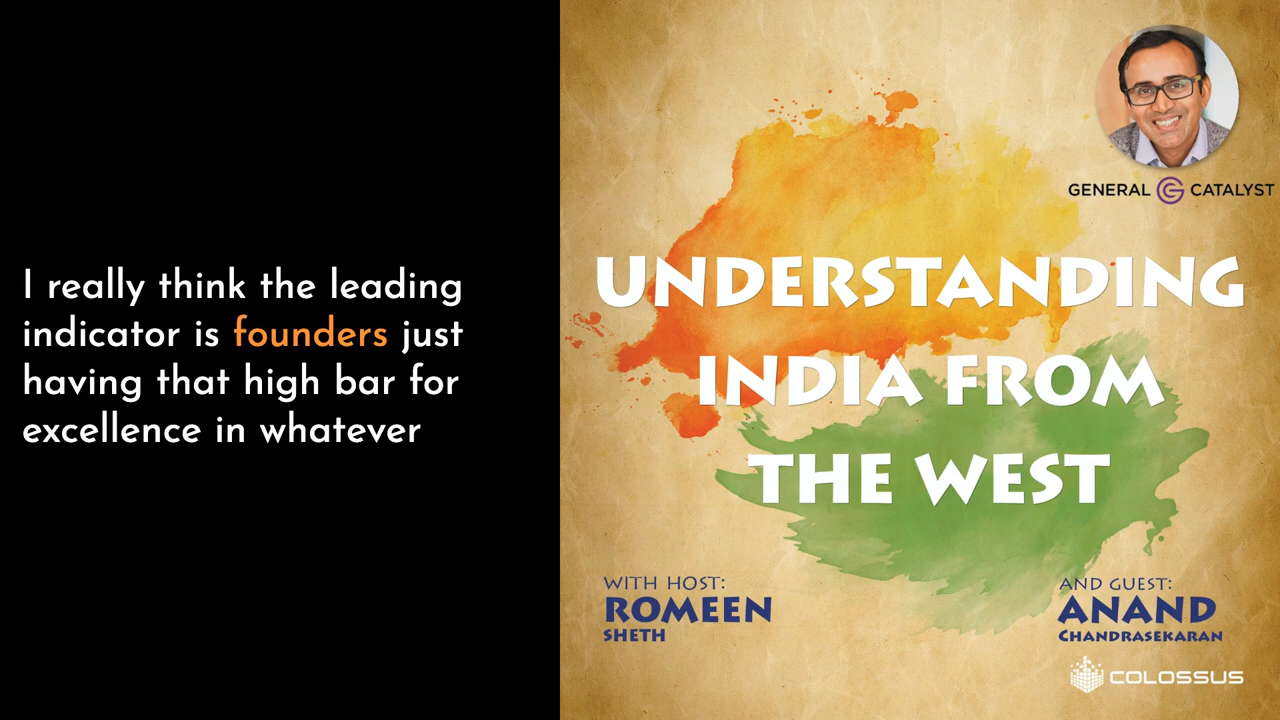 I really think the leading
indicator is founders just
having that high bar for
excellence in whatever
GENERAL CATALYST
UNDERSTANDING
INDIA FROM
THE WEST
WITH HOST:
ROMEEN
SHETH
AND GUEST:
ANAND
CHANDRASEKARAN
COLOSSUS